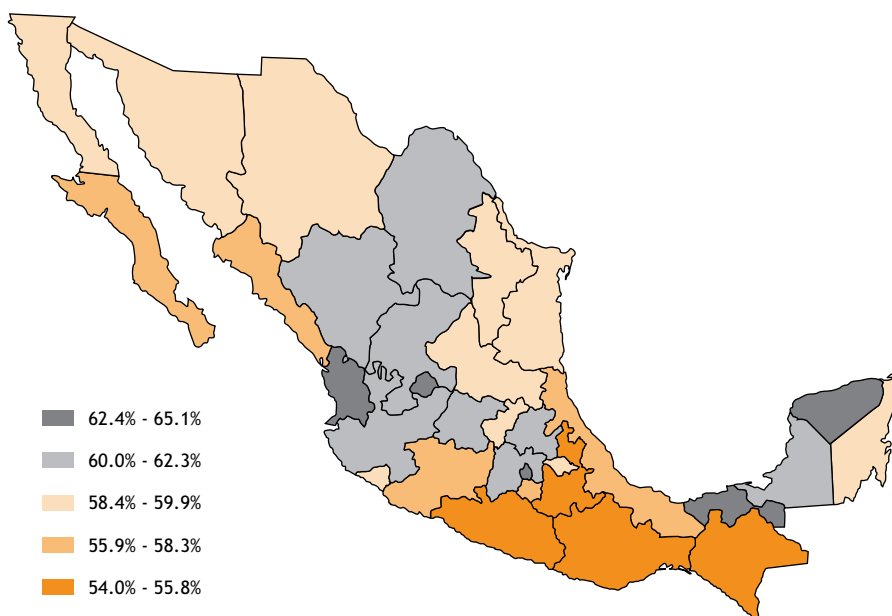 62.4% - 65.1%
60.0% - 62.3%
58.4% - 59.9%
55.9% - 58.3%
54.0% - 55.8%